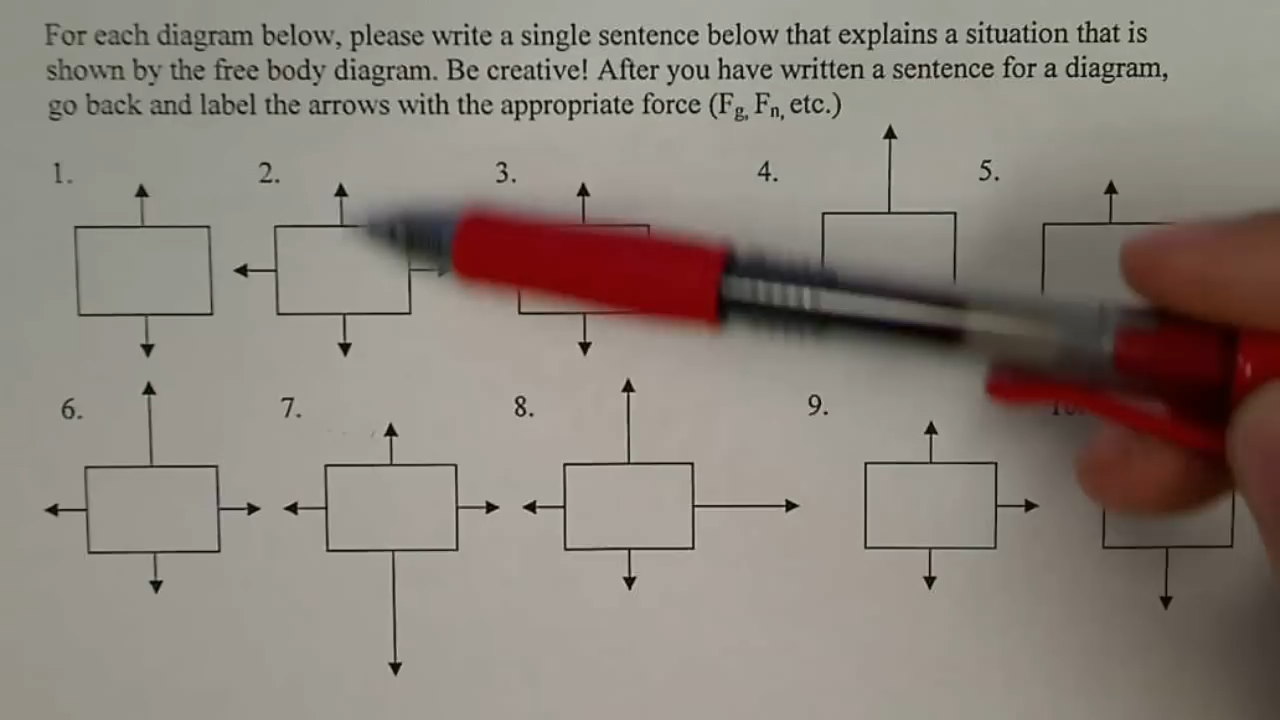 For each diagram below, please write a single sentence below that explains a situation that is
shown by the free body diagram. Be creative! After you have written a sentence for a diagram,
go back and label the arrows with the appropriate force (Fg, Fn, etc.)
1. 2. 3. 4. 5.
6. 7. 8. 9.